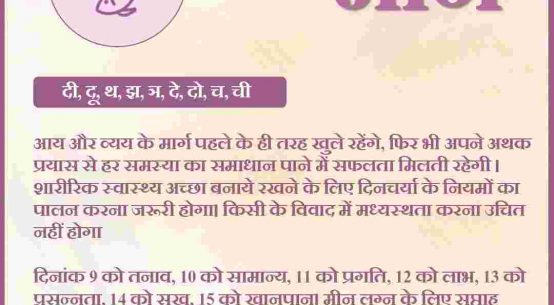 दी, दू, थ, झ, ञ, दे, दो, च, ची
आय और व्यय के मार्ग पहले के ही तरह खुले रहेंगे, फिर भी अपने अथक
प्रयास से हर समस्या का समाधान पाने में सफलता मिलती रहेगी।
शारीरिक स्वास्थ्य अच्छा बनाये रखने के लिए दिनचर्या के नियमों का
पालन करना जरूरी होगा। किसी के विवाद में मध्यस्थता करना उचित
नहीं होगा
दिनांक 9 को तनाव, 10 को सामान्य, 11 को प्रगति, 12 को लाभ, 13 को
प्रसन्नता, 14 को सुख, 15 को खानपान। मीन लग्न के लिए सप्ताह